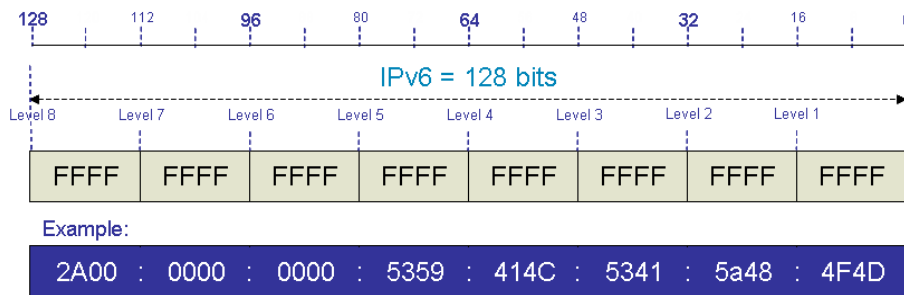 128 112 96 80 64 48 32 16
IPv6 = 128 bits
Level 8 Level 7 Level 6 Level 5 Level 4 Level 3 Level 2 Level 1
FFFF FFFF FFFF FFFF FFFF FFFF FFFF FFFF
Example:
2A00 : 0000 : 0000 : 5359 : 414C : 5341 : 5a48 : 4F4D